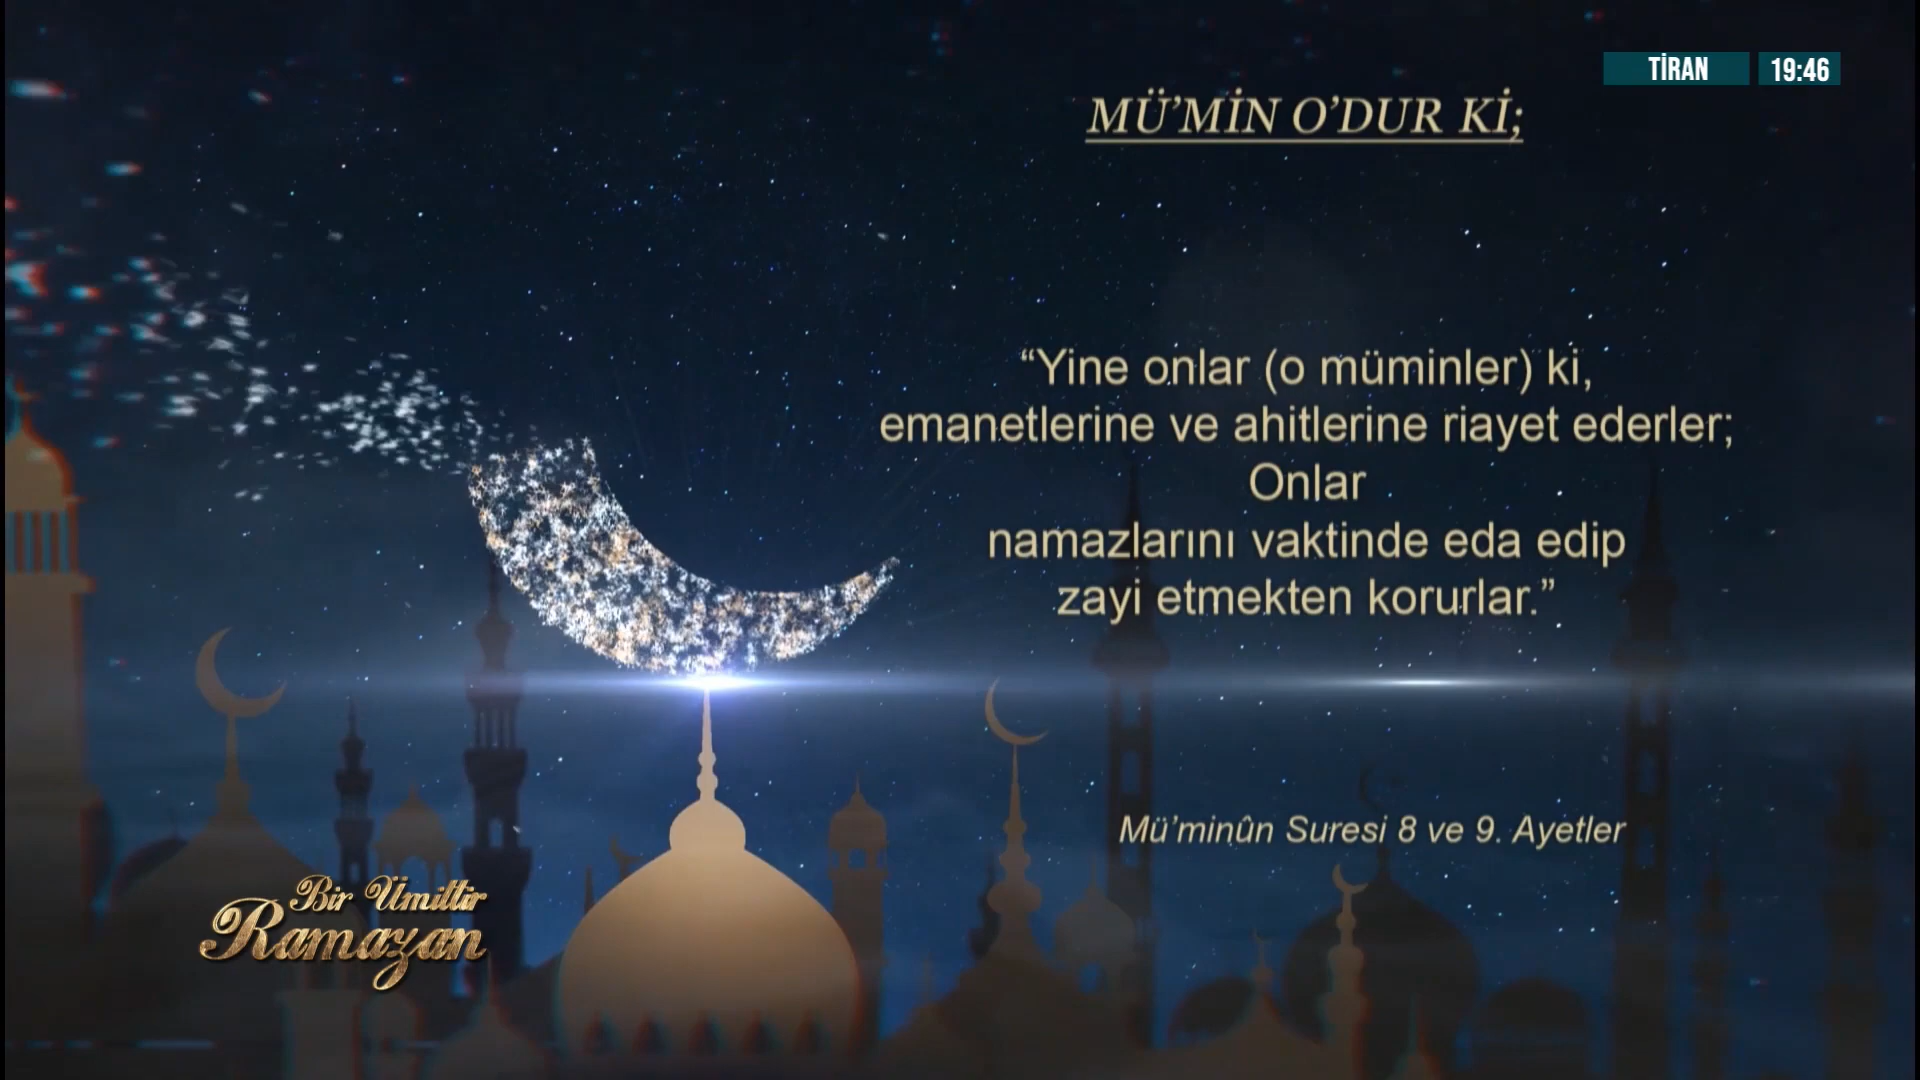 TİRAN 19:46
MÜ’MİN O’DUR Kİ;
“Yine onlar (o müminler) ki,
emanetlerine ve ahitlerine riayet ederler;
Onlar
namazlarını vaktinde eda edip
zayi etmekten korurlar.”
Mü’minûn Suresi 8 ve 9. Ayetler
Bir Ümittir
Ramazan